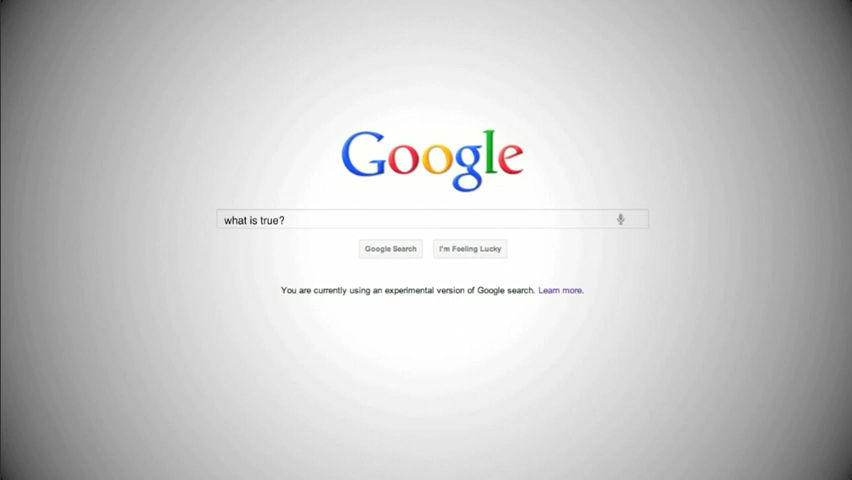 Google
what is true?
Google Search I'm Feeling Lucky
You are currently using an experimental version of Google search. Learn more.